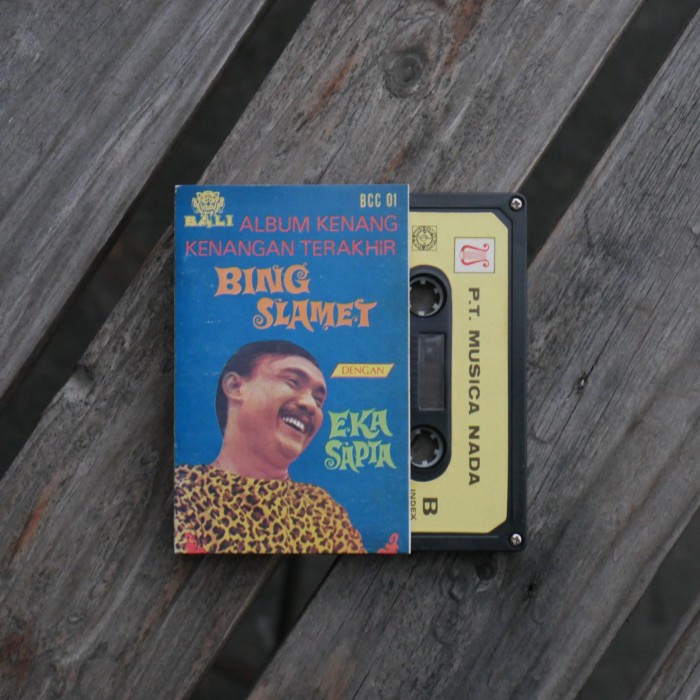 BALI
BCC 01
ALBUM KENANG
KENANGAN TERAKHIR
BING
SLAMET
DENGAN
EKA
SAPTA
P.T. MUSICA NADA
B
INDEX